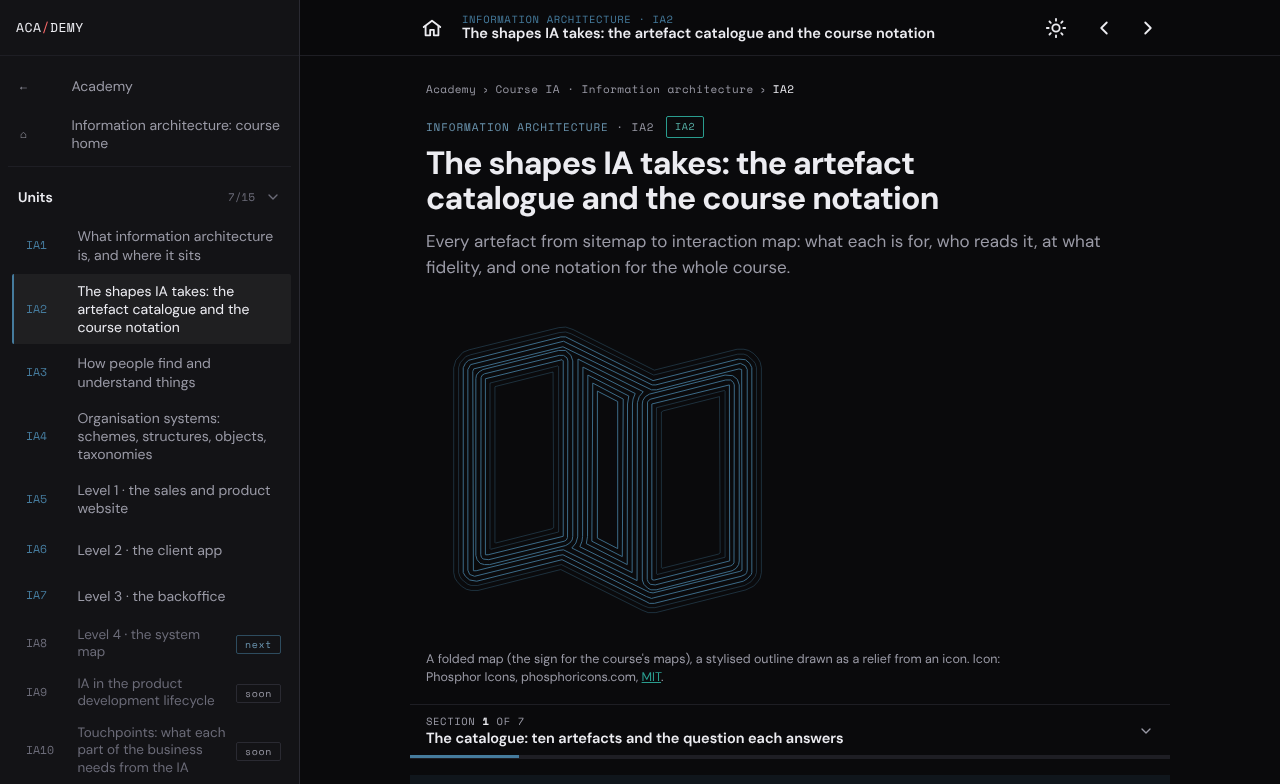 ACA/DEMY
← Academy
Information architecture: course
home
Units 7/15
IA1
What information architecture
is, and where it sits
IA2
The shapes IA takes: the
artefact catalogue and the
course notation
IA3
How people find and
understand things
IA4
Organisation systems:
schemes, structures, objects,
taxonomies
IA5
Level 1 · the sales and product
website
IA6 Level 2 · the client app
IA7 Level 3 · the backoffice
IA8
Level 4 · the system
map
next
IA9
IA in the product
development lifecycle
soon
IA10
Touchpoints: what each
part of the business
needs from the IA
soon
INFORMATION ARCHITECTURE · IA2
The shapes IA takes: the artefact catalogue and the course notation
Academy › Course IA · Information architecture › IA2
INFORMATION ARCHITECTURE · IA2 IA2
The shapes IA takes: the artefact
catalogue and the course notation
Every artefact from sitemap to interaction map: what each is for, who reads it, at what
fidelity, and one notation for the whole course.
A folded map (the sign for the course's maps), a stylised outline drawn as a relief from an icon. Icon:
Phosphor Icons, phosphoricons.com, MIT.
SECTION 1 OF 7
The catalogue: ten artefacts and the question each answers